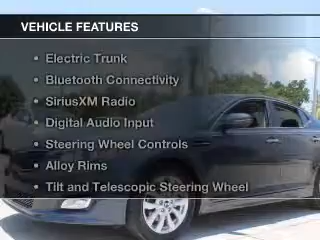 VEHICLE FEATURES
• Electric Trunk
• Bluetooth Connectivity
• SiriusXM Radio
• Digital Audio Input
• Steering Wheel Controls
• Alloy Rims
• Tilt and Telescopic Steering Wheel